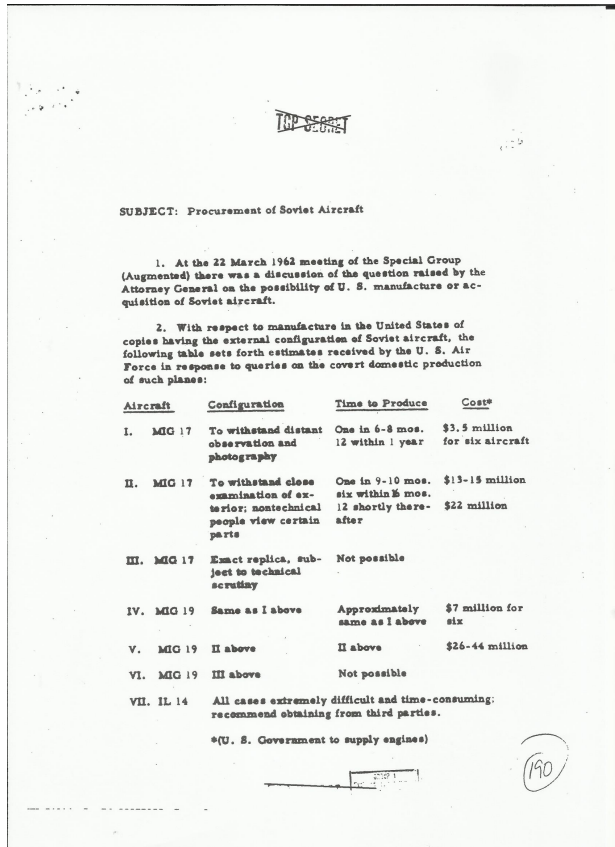 TOP SECRET
SUBJECT: Procurement of Soviet Aircraft
1. At the 22 March 1962 meeting of the Special Group
(Augmented) there was a discussion of the question raised by the
Attorney General on the possibility of U. S. manufacture or ac-
quisition of Soviet aircraft.
2. With respect to manufacture in the United States of
copies having the external configuration of Soviet aircraft, the
following table sets forth estimates received by the U. S. Air
Force in response to queries on the covert domestic production
of such planes:
Aircraft Configuration Time to Produce Cost*
I. MIG 17 To withstand distant One in 6-8 mos. $3.5 million
observation and 12 within 1 year for six aircraft
photography
II. MIG 17 To withstand close One in 9-10 mos. $13-15 million
examination of ex- six within mos.
terior; nontechnical 12 shortly there- $22 million
people view certain after
parts
III. MIG 17 Exact replica, sub- Not possible
ject to technical
scrutiny
IV. MIG 19 Same as I above Approximately $7 million for
same as I above six
V. MIG 19 II above II above $26-44 million
VI. MIG 19 III above Not possible
VII. IL 14 All cases extremely difficult and time-consuming;
recommend obtaining from third parties.
*(U. S. Government to supply engines)
190